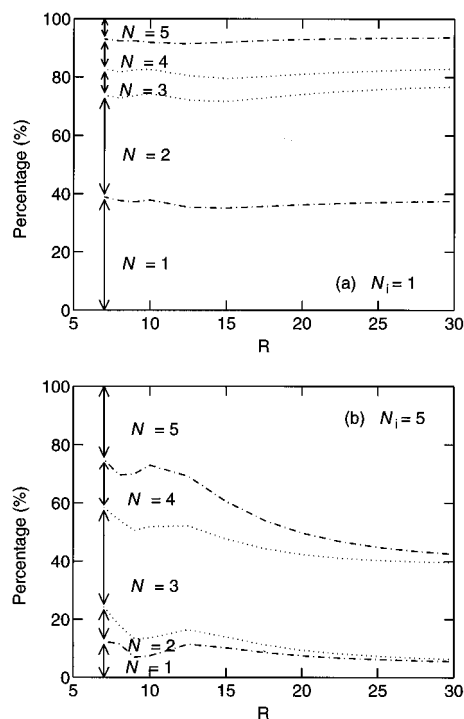 100
80
60
40
20
0
Percentage (%)
N = 5
N = 4
N = 3
N = 2
N = 1
(a) N_i = 1
5 10 15 20 25 30
R
100
80
60
40
20
0
Percentage (%)
(b) N_i = 5
N = 5
N = 4
N = 3
N = 2
N = 1
5 10 15 20 25 30
R